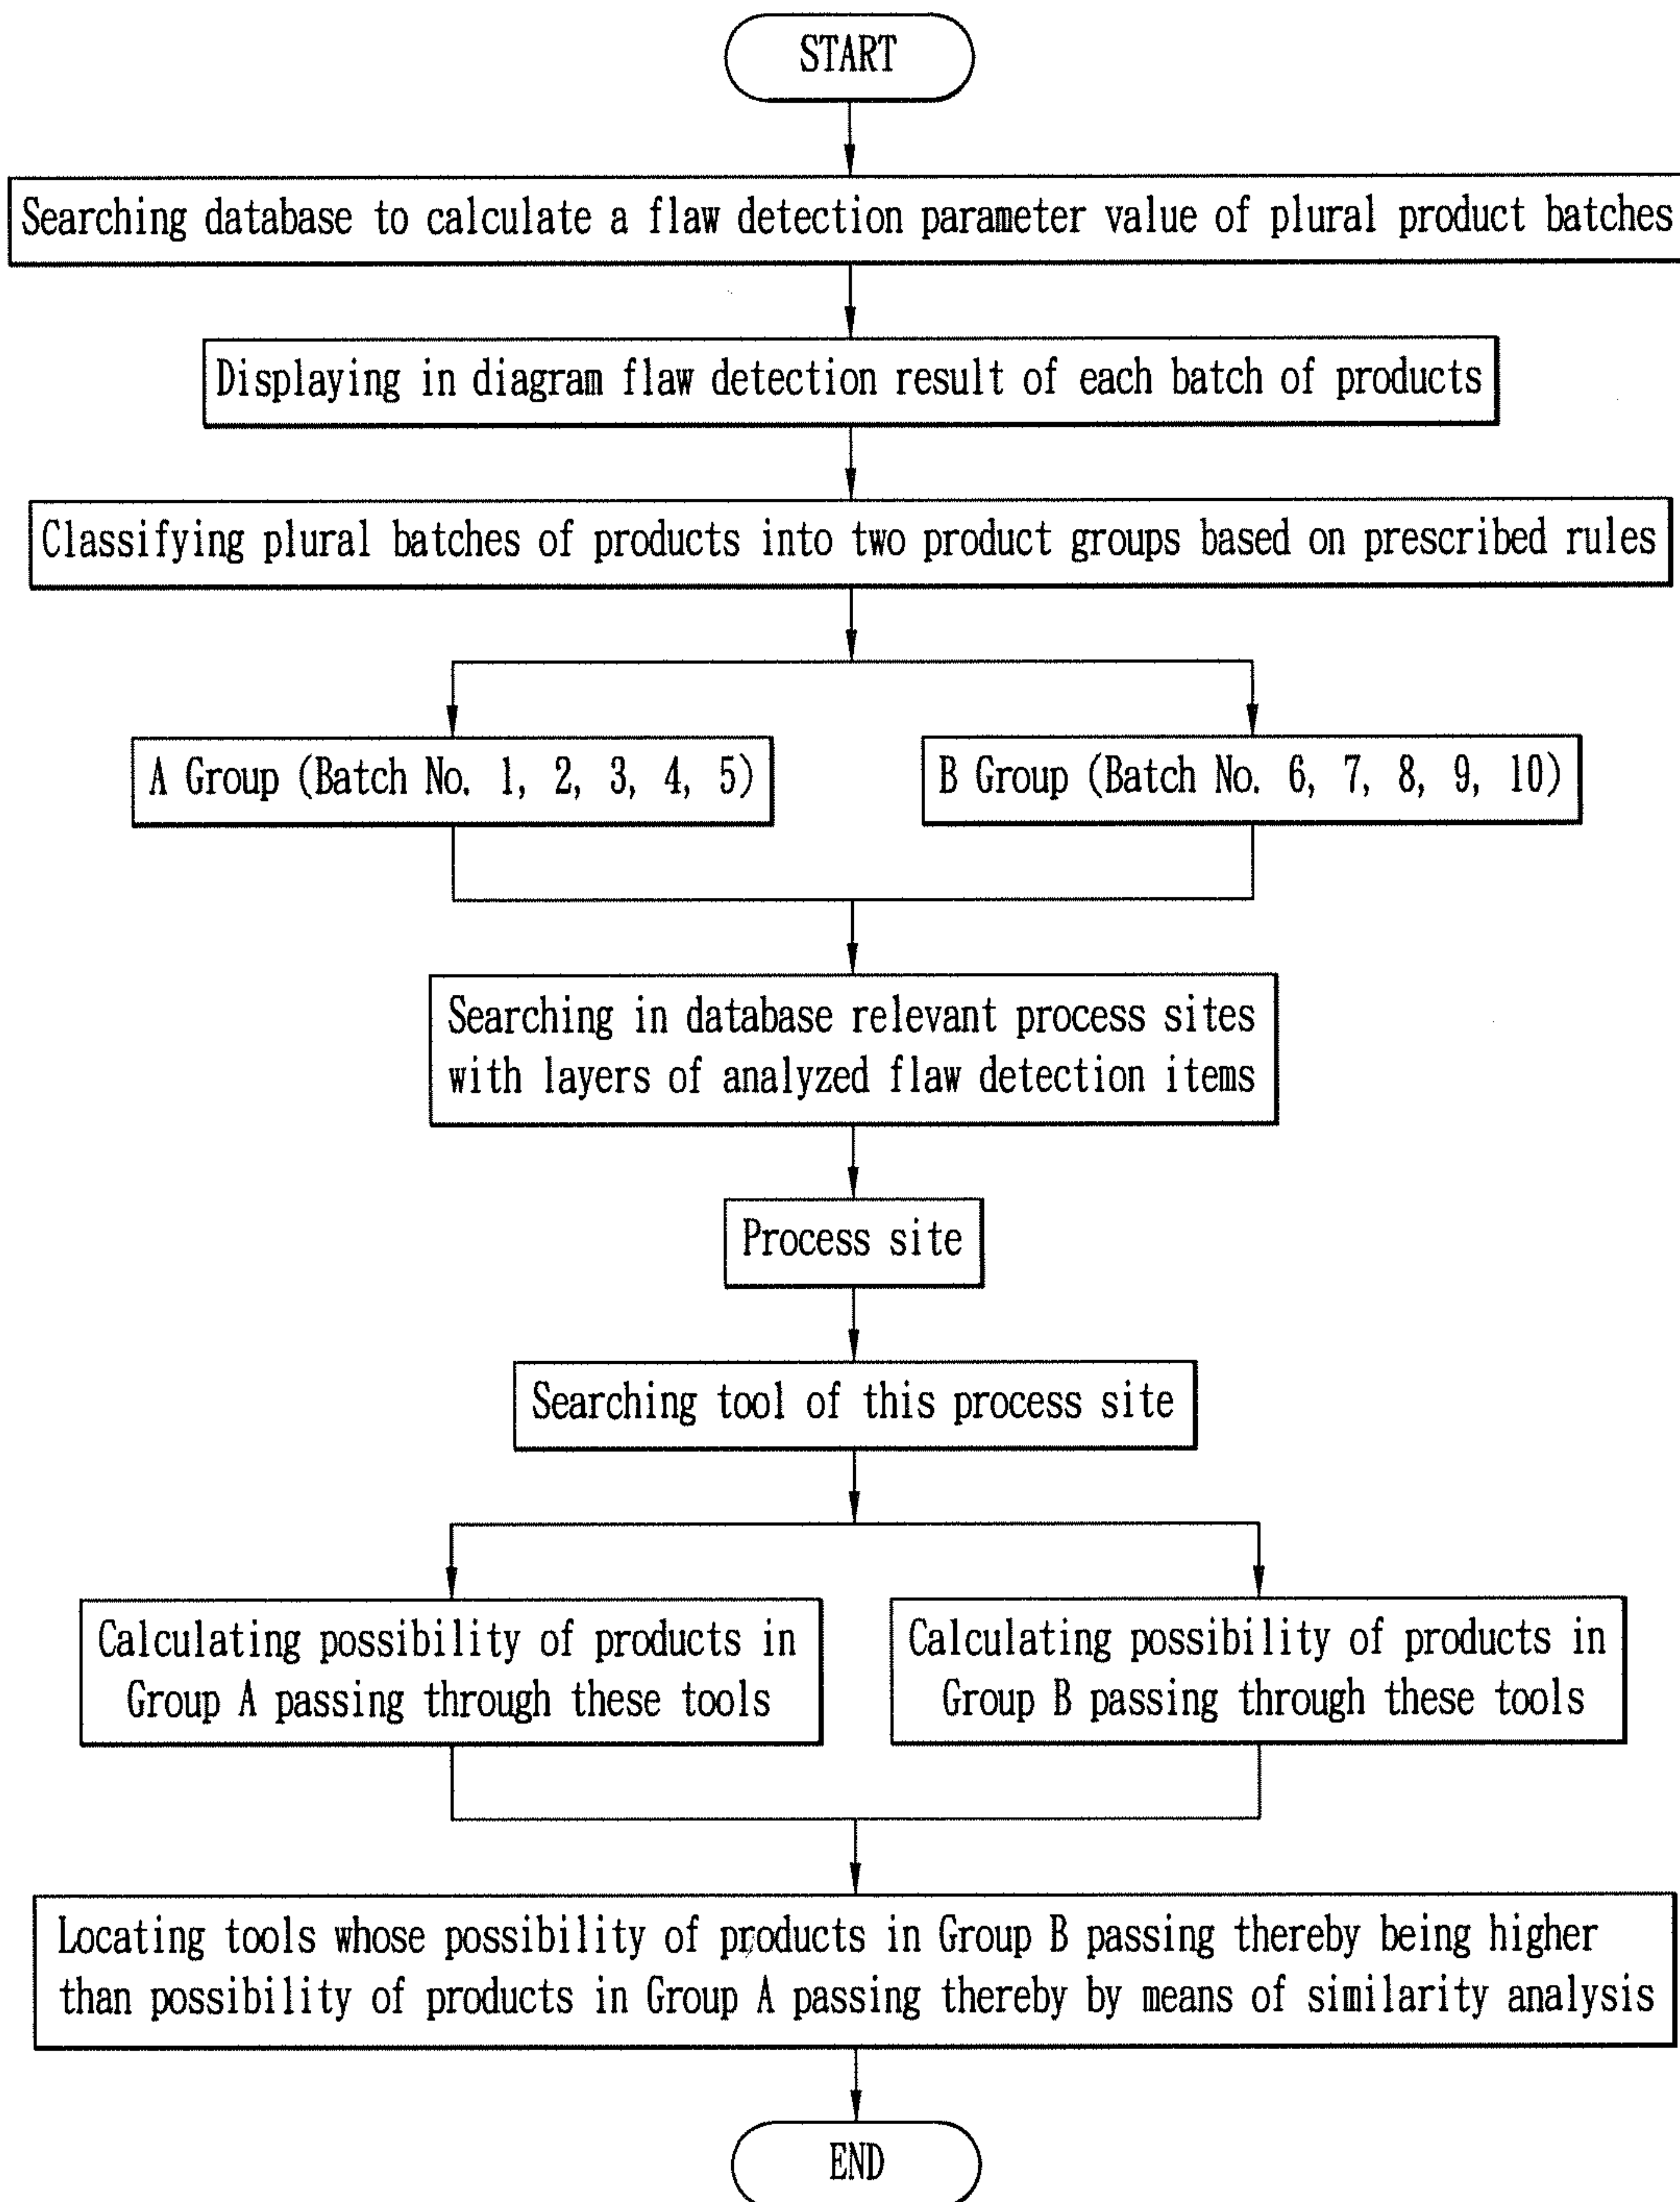 START
Searching database to calculate a flaw detection parameter value of plural product batches
Displaying in diagram flaw detection result of each batch of products
Classifying plural batches of products into two product groups based on prescribed rules
A Group (Batch No. 1, 2, 3, 4, 5)
B Group (Batch No. 6, 7, 8, 9, 10)
Searching in database relevant process sites
with layers of analyzed flaw detection items
Process site
Searching tool of this process site
Calculating possibility of products in
Group A passing through these tools
Calculating possibility of products in
Group B passing through these tools
Locating tools whose possibility of products in Group B passing thereby being higher
than possibility of products in Group A passing thereby by means of similarity analysis
END